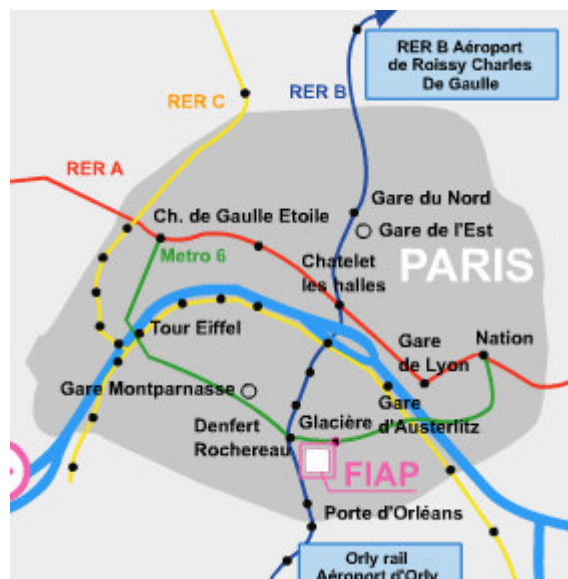 RER B Aéroport
de Roissy Charles
De Gaulle
RER B
RER C
RER A
Gare du Nord
Ch. de Gaulle Etoile
Gare de l'Est
Metro 6
Chatelet
les halles
PARIS
Tour Eiffel
Gare
de Lyon
Nation
Gare Montparnasse
Gare
d'Austerlitz
Denfert
Rochereau
Glacière
FIAP
Porte d'Orléans
Orly rail
Aéroport d'Orly